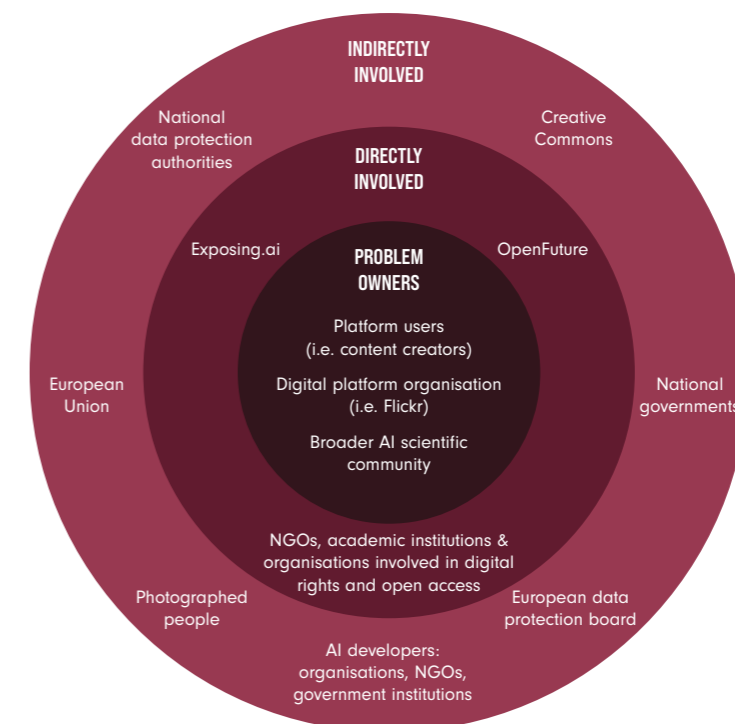 INDIRECTLY
INVOLVED
National
data protection
authorities
Creative
Commons
DIRECTLY
INVOLVED
Exposing.ai
OpenFuture
PROBLEM
OWNERS
Platform users
(i.e. content creators)
Digital platform organisation
(i.e. Flickr)
Broader AI scientific
community
European
Union
National
governments
NGOs, academic institutions &
organisations involved in digital
rights and open access
Photographed
people
European data
protection board
AI developers:
organisations, NGOs,
government institutions